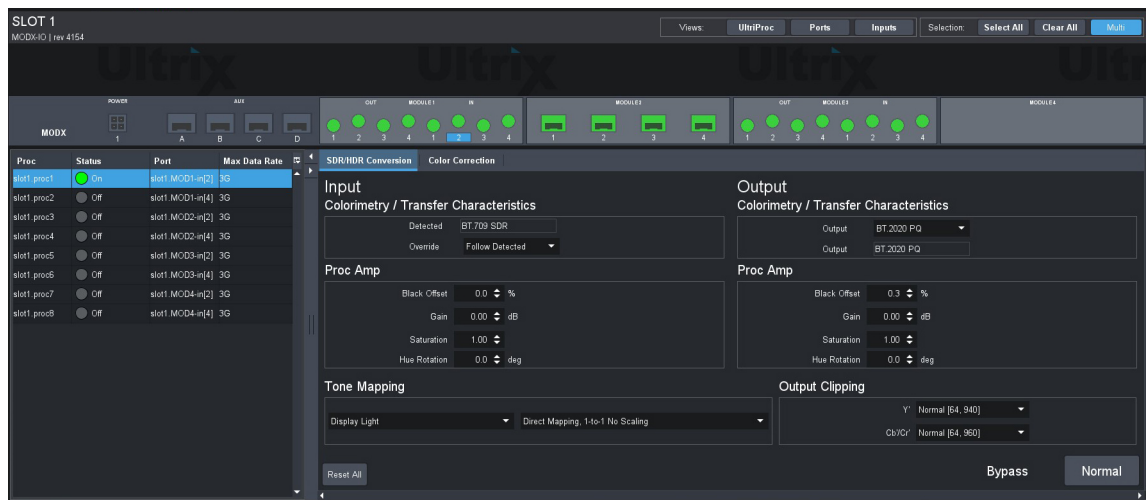 SLOT 1
MODX-IO | rev 4154
Views: UltriProc Ports Inputs Selection: Select All Clear All Multi
Ultrix Ultrix Ultrix Ultri
MODX
POWER
1
AUX
A B C D
OUT MODULE1 IN
1 2 3 4 1 2 3 4
MODULE2
1 2 3 4
OUT MODULE3 IN
1 2 3 4 1 2 3 4
MODULE4
Proc Status Port Max Data Rate
slot1.proc1 On slot1.MOD1-in[2] 3G
slot1.proc2 Off slot1.MOD1-in[4] 3G
slot1.proc3 Off slot1.MOD2-in[2] 3G
slot1.proc4 Off slot1.MOD2-in[4] 3G
slot1.proc5 Off slot1.MOD3-in[2] 3G
slot1.proc6 Off slot1.MOD3-in[4] 3G
slot1.proc7 Off slot1.MOD4-in[2] 3G
slot1.proc8 Off slot1.MOD4-in[4] 3G
SDR/HDR Conversion Color Correction
Input
Colorimetry / Transfer Characteristics
Detected BT.709 SDR
Override Follow Detected
Proc Amp
Black Offset 0.0 %
Gain 0.00 dB
Saturation 1.00
Hue Rotation 0.0 deg
Output
Colorimetry / Transfer Characteristics
Output BT.2020 PQ
Output BT.2020 PQ
Proc Amp
Black Offset 0.3 %
Gain 0.00 dB
Saturation 1.00
Hue Rotation 0.0 deg
Tone Mapping
Display Light Direct Mapping, 1-to-1 No Scaling
Output Clipping
Y' Normal [64, 940]
Cb'/Cr' Normal [64, 960]
Reset All
Bypass Normal